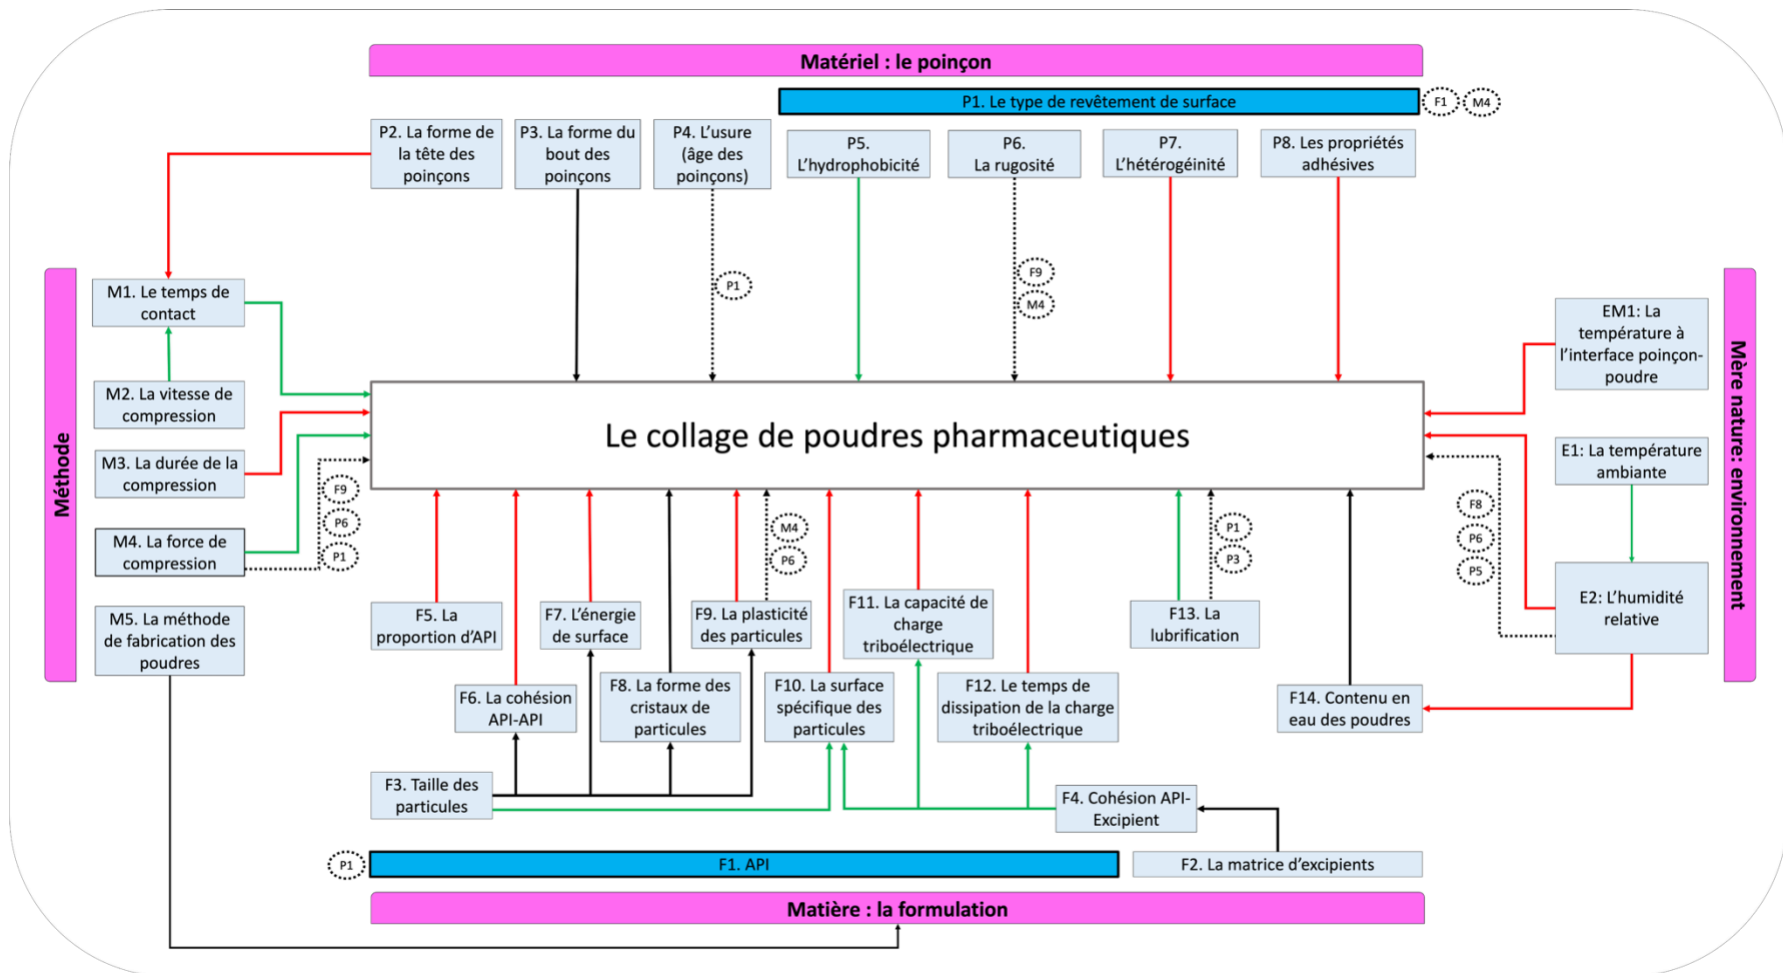 Matériel : le poinçon
P1. Le type de revêtement de surface
F1
M4
P2. La forme de
la tête des
poinçons
P3. La forme du
bout des
poinçons
P4. L'usure
(âge des
poinçons)
P5.
L'hydrophobicité
P6.
La rugosité
P7.
L'hétérogéinité
P8. Les propriétés
adhésives
P1
F9
M4
Méthode
M1. Le temps de
contact
M2. La vitesse de
compression
M3. La durée de la
compression
M4. La force de
compression
M5. La méthode
de fabrication des
poudres
F9
P6
P1
Le collage de poudres pharmaceutiques
Mère nature: environnement
EM1: La
température à
l'interface poinçon-
poudre
E1: La température
ambiante
E2: L'humidité
relative
F8
P6
P5
M4
P6
P1
P3
F5. La
proportion d'API
F7. L'énergie
de surface
F9. La plasticité
des particules
F11. La capacité de
charge
triboélectrique
F13. La
lubrification
F6. La cohésion
API-API
F8. La forme des
cristaux de
particules
F10. La surface
spécifique des
particules
F12. Le temps de
dissipation de la charge
triboélectrique
F14. Contenu en
eau des poudres
F3. Taille des
particules
F4. Cohésion API-
Excipient
P1
F1. API
F2. La matrice d'excipients
Matière : la formulation